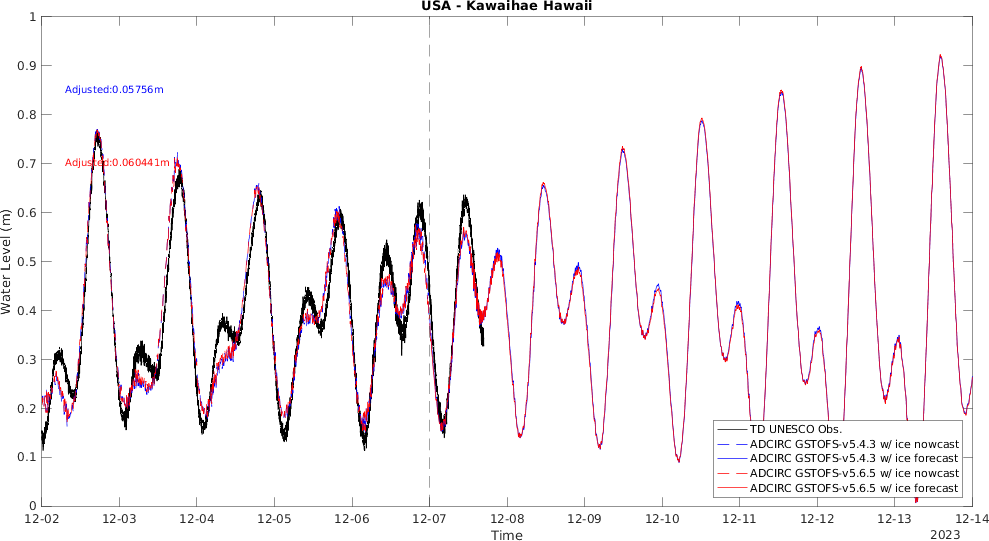 USA - Kawaihae Hawaii
1
0.9
0.8
0.7
0.6
0.5
0.4
0.3
0.2
0.1
0
Water Level (m)
Adjusted:0.05756m
Adjusted:0.060441m
TD UNESCO Obs.
ADCIRC GSTOFS-v5.4.3 w/ ice nowcast
ADCIRC GSTOFS-v5.4.3 w/ ice forecast
ADCIRC GSTOFS-v5.6.5 w/ ice nowcast
ADCIRC GSTOFS-v5.6.5 w/ ice forecast
12-02 12-03 12-04 12-05 12-06 12-07 12-08 12-09 12-10 12-11 12-12 12-13 12-14
Time
2023